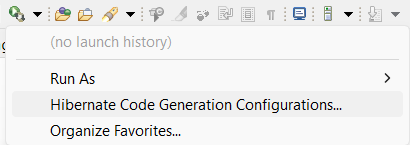 (no launch history)
Run As
Hibernate Code Generation Configurations...
Organize Favorites...